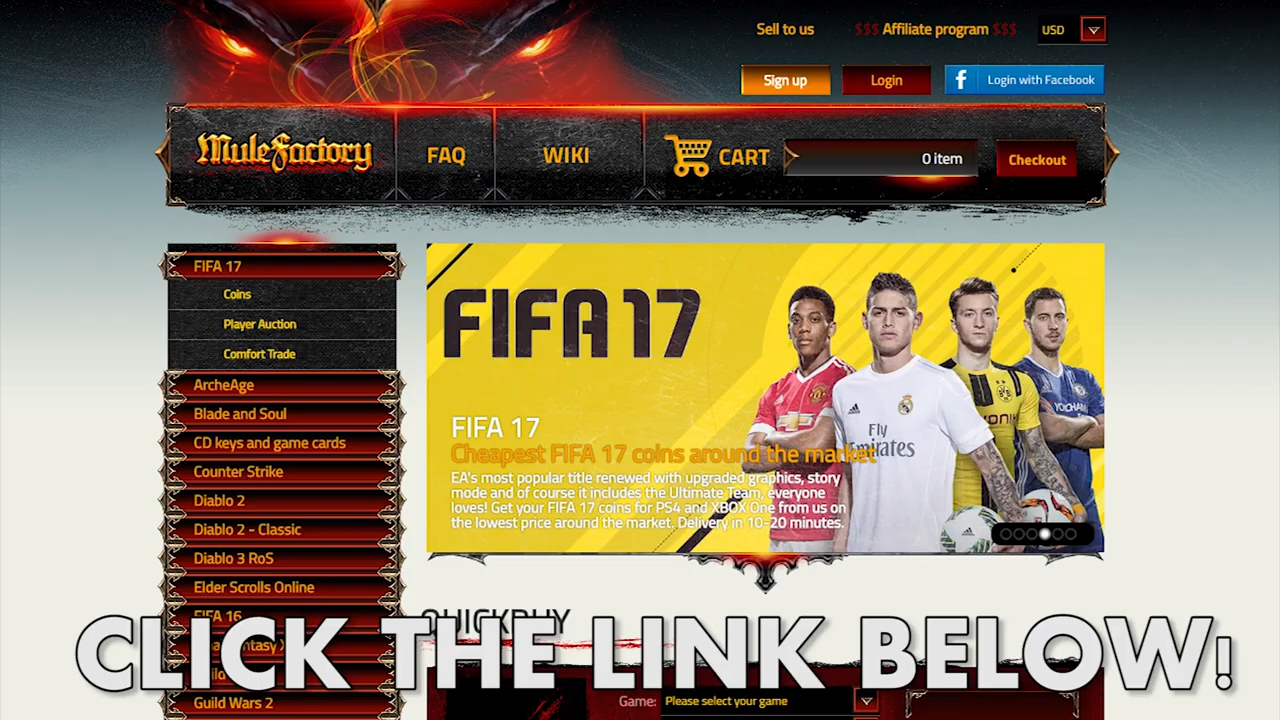 Sell to us
$$$ Affiliate program $$$
USD
Sign up
Login
f
Login with Facebook
MuleFactory
FAQ
WIKI
CART
0 item
Checkout
FIFA 17
Coins
Player Auction
Comfort Trade
ArcheAge
Blade and Soul
CD keys and game cards
Counter Strike
Diablo 2
Diablo 2 - Classic
Diablo 3 RoS
Elder Scrolls Online
FIFA 16
Guild Wars 2
FIFA 17
FIFA 17
Cheapest FIFA 17 coins around the market
EA's most popular title renewed with upgraded graphics, story
mode and of course it includes the Ultimate Team, everyone
loves! Get your FIFA 17 coins for PS4 and XBOX One from us on
the lowest price around the market. Delivery in 10-20 minutes.
Fly
Emirates
QUICKBUY
CLICK THE LINK BELOW!
Game:
Please select your game